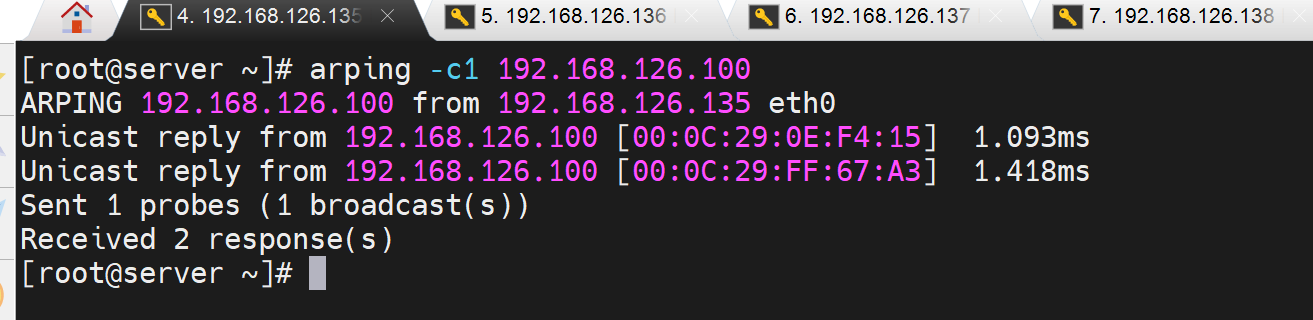 4. 192.168.126.135
5. 192.168.126.136
6. 192.168.126.137
7. 192.168.126.138
[root@server ~]# arping -c1 192.168.126.100
ARPING 192.168.126.100 from 192.168.126.135 eth0
Unicast reply from 192.168.126.100 [00:0C:29:0E:F4:15]  1.093ms
Unicast reply from 192.168.126.100 [00:0C:29:FF:67:A3]  1.418ms
Sent 1 probes (1 broadcast(s))
Received 2 response(s)
[root@server ~]#